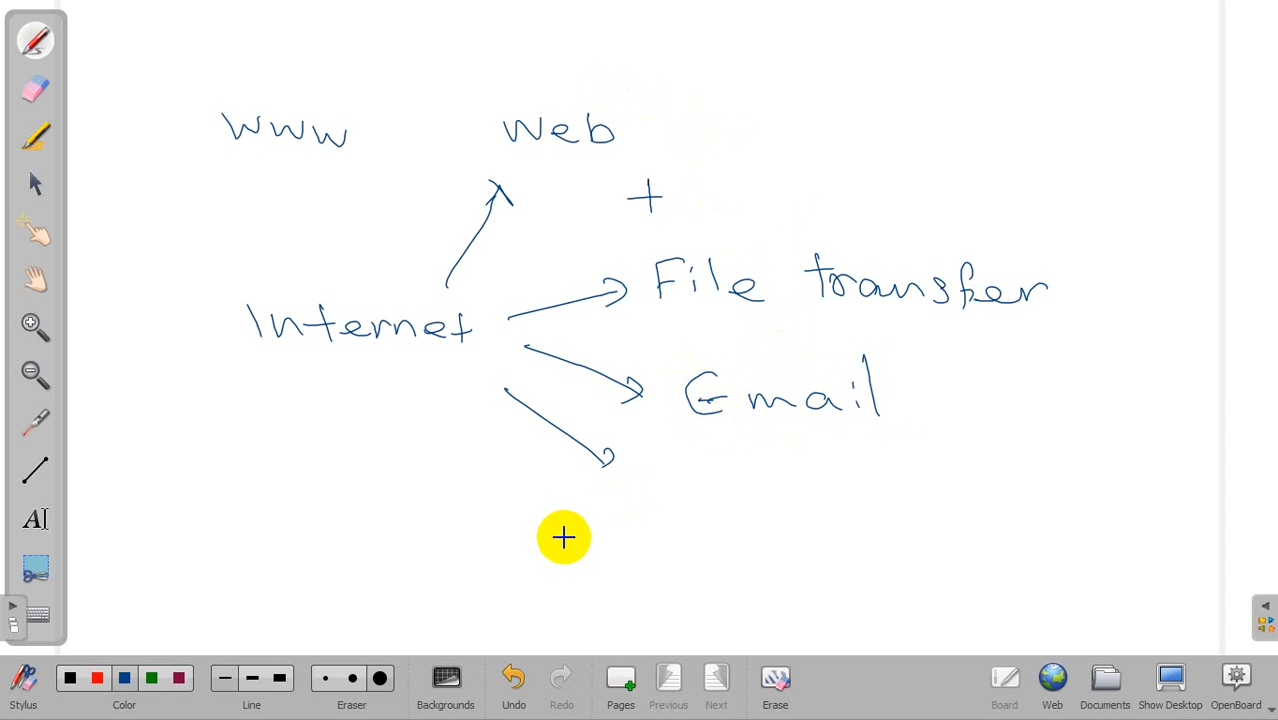 www Web
+
File transfer
Internet
Email
AI
Stylus Color Line Eraser Backgrounds Undo Redo Pages Previous Next Erase Board Web Documents Show Desktop OpenBoard